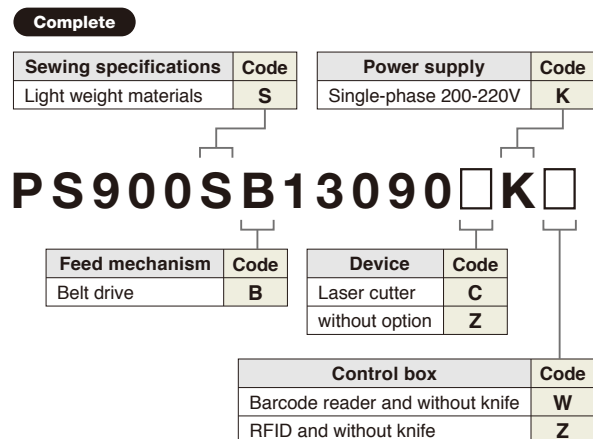 Complete
Sewing specifications Code
Light weight materials S
Power supply Code
Single-phase 200-220V K
PS900SB13090□K□
Feed mechanism Code
Belt drive B
Device Code
Laser cutter C
without option Z
Control box Code
Barcode reader and without knife W
RFID and without knife Z